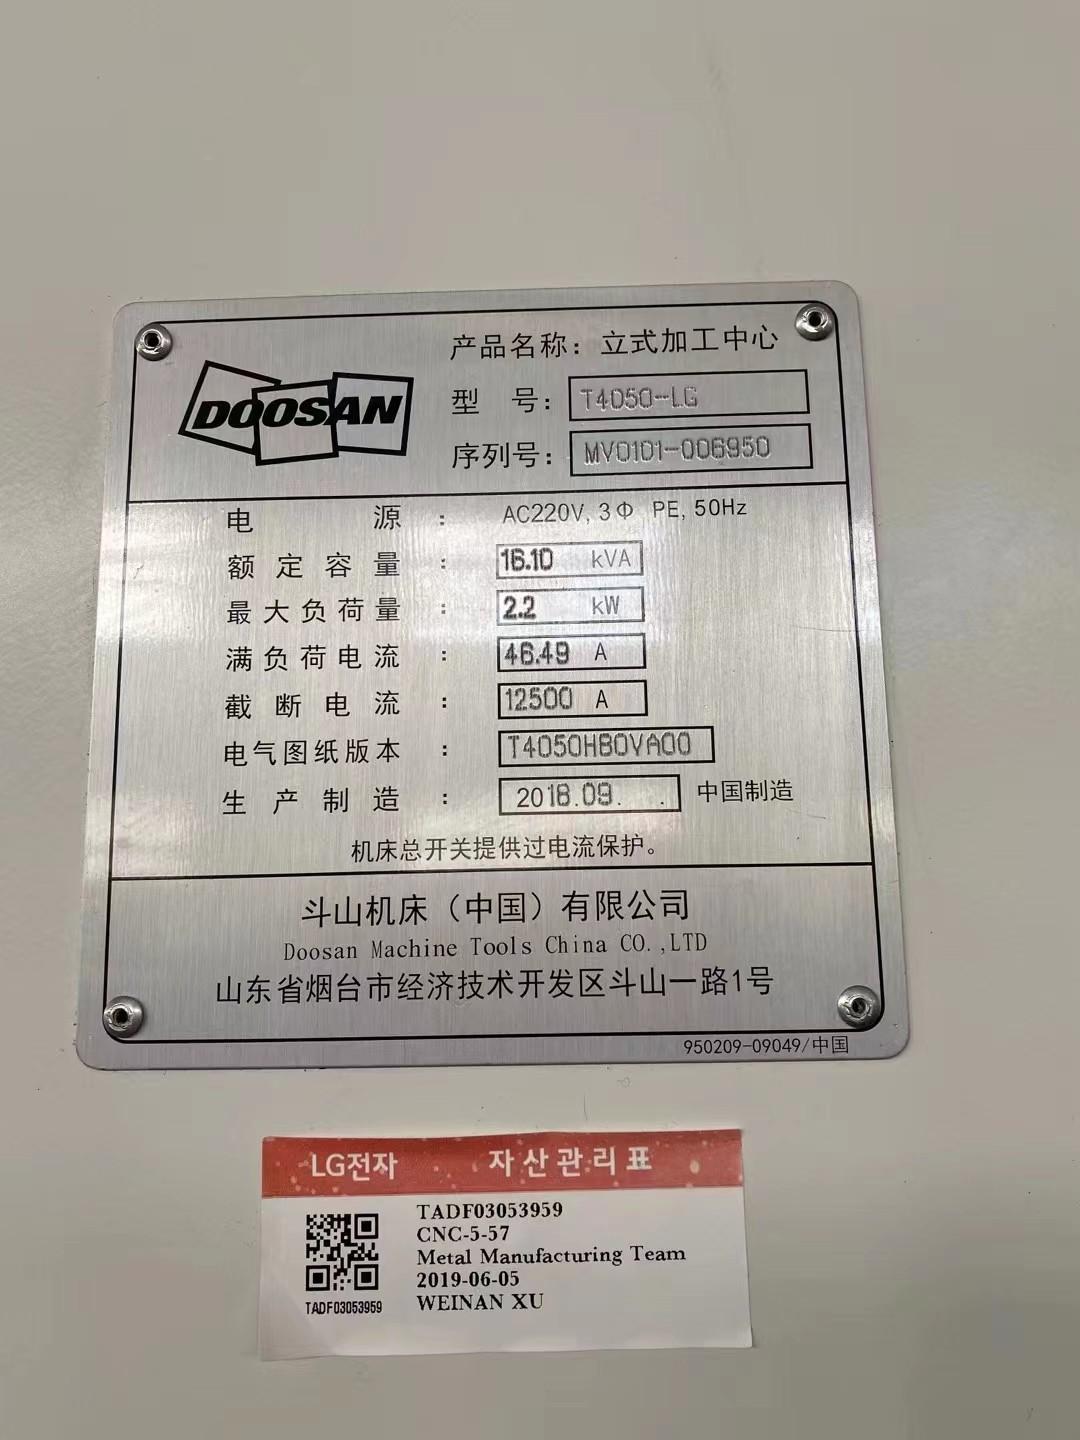 DOOSAN
产品名称：立式加工中心
型 号：T4050-LG
序列号：MV0101-006950
电 源 ： AC220V, 3Φ PE, 50Hz
额定容量 ： 16.10 kVA
最大负荷量 ： 2.2 kW
满负荷电流 ： 46.49 A
截断电流 ： 12500 A
电气图纸版本 ： T4050HB0VA00
生产制造 ： 2018.09. . 中国制造
机床总开关提供过电流保护。
斗山机床（中国）有限公司
Doosan Machine Tools China CO.,LTD
山东省烟台市经济技术开发区斗山一路1号
950209-09049/中国
LG전자 자산관리표
TADF03053959
CNC-5-57
Metal Manufacturing Team
2019-06-05
WEINAN XU
TADF03053959